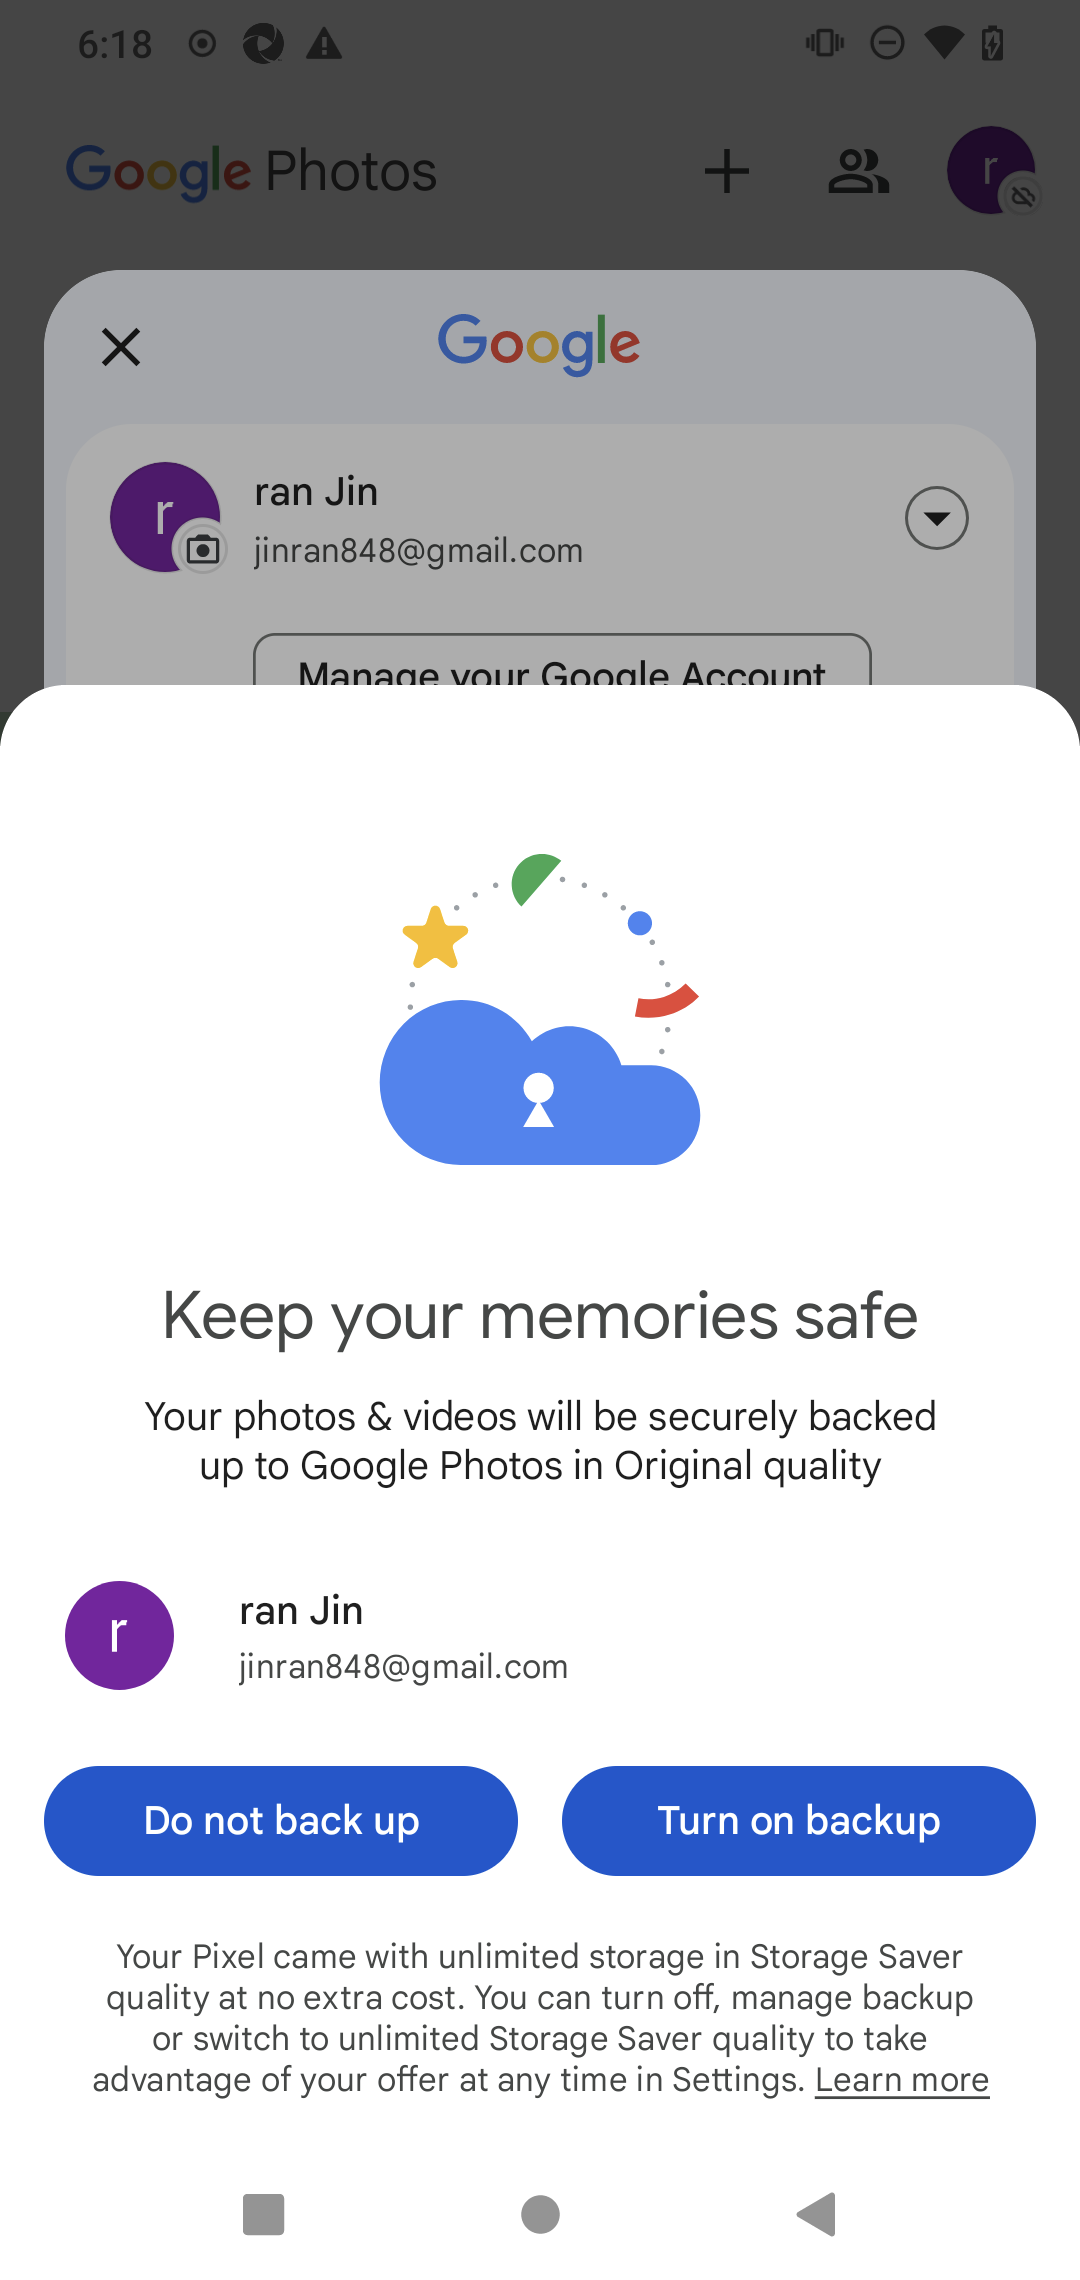 6:18
Google Photos
r
Google
r
ran Jin
jinran848@gmail.com
Manage your Google Account
Keep your memories safe
Your photos & videos will be securely backed
up to Google Photos in Original quality
r
ran Jin
jinran848@gmail.com
Do not back up
Turn on backup
Your Pixel came with unlimited storage in Storage Saver
quality at no extra cost. You can turn off, manage backup
or switch to unlimited Storage Saver quality to take
advantage of your offer at any time in Settings. Learn more